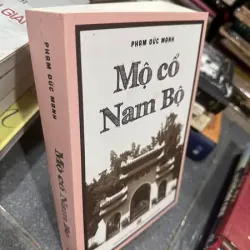 PHẠM ĐỨC MẠNH
Mộ cổ
Nam Bộ
PHẠM ĐỨC MẠNH
Mộ cổ Nam Bộ